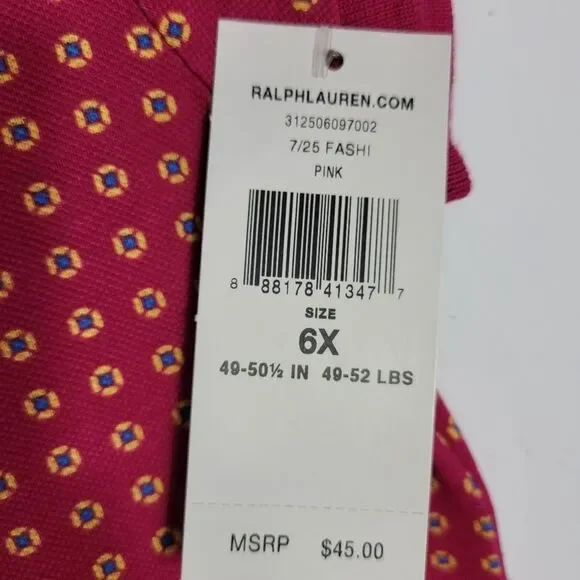 RALPHLAUREN.COM
312506097002
7/25 FASHI
PINK
8 88178 41347 7
SIZE
6X
49-50½ IN 49-52 LBS
MSRP $45.00